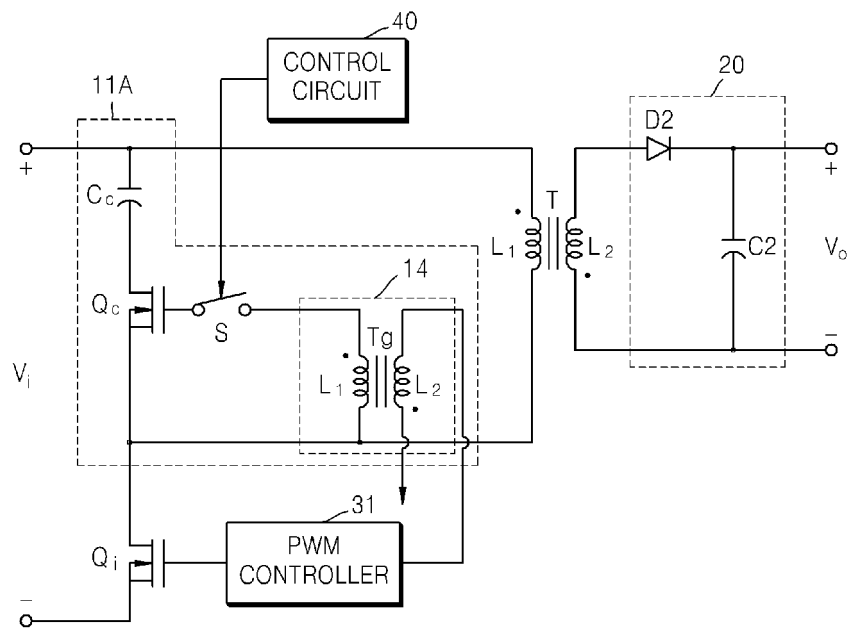 40
CONTROL
CIRCUIT
11A
20
D2
+
+
Cc
T
L1
L2
C2
Vo
14
Qc
S
Tg
L1
L2
−
Vi
31
Qi
PWM
CONTROLLER
−